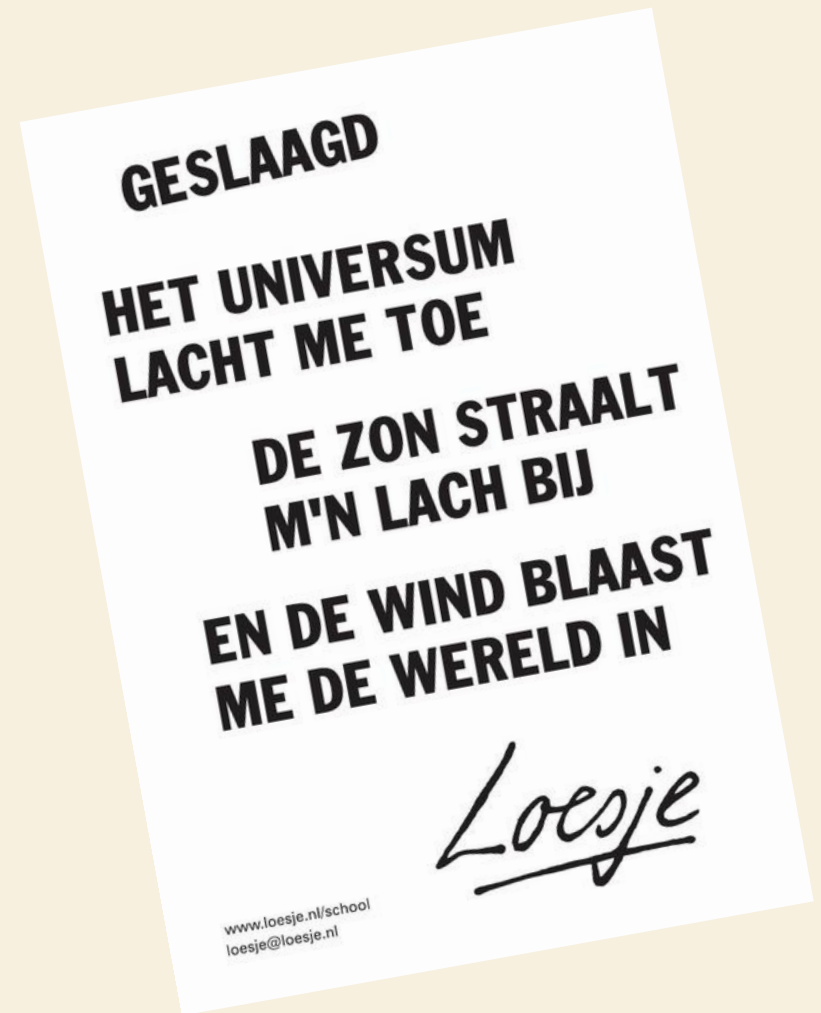 GESLAAGD
HET UNIVERSUM
LACHT ME TOE
DE ZON STRAALT
M'N LACH BIJ
EN DE WIND BLAAST
ME DE WERELD IN
Loesje
www.loesje.nl/school
loesje@loesje.nl